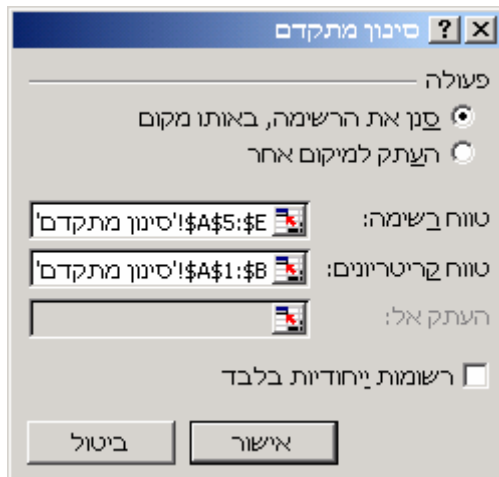 סינון מתקדם
פעולה
סנן את הרשימה, באותו מקום
העתק למיקום אחר
טווח רשימה: 'סינון מתקדם'!$A$5:$E
טווח קריטריונים: 'סינון מתקדם'!$A$1:$B
העתק אל:
רשומות ייחודיות בלבד
אישור ביטול